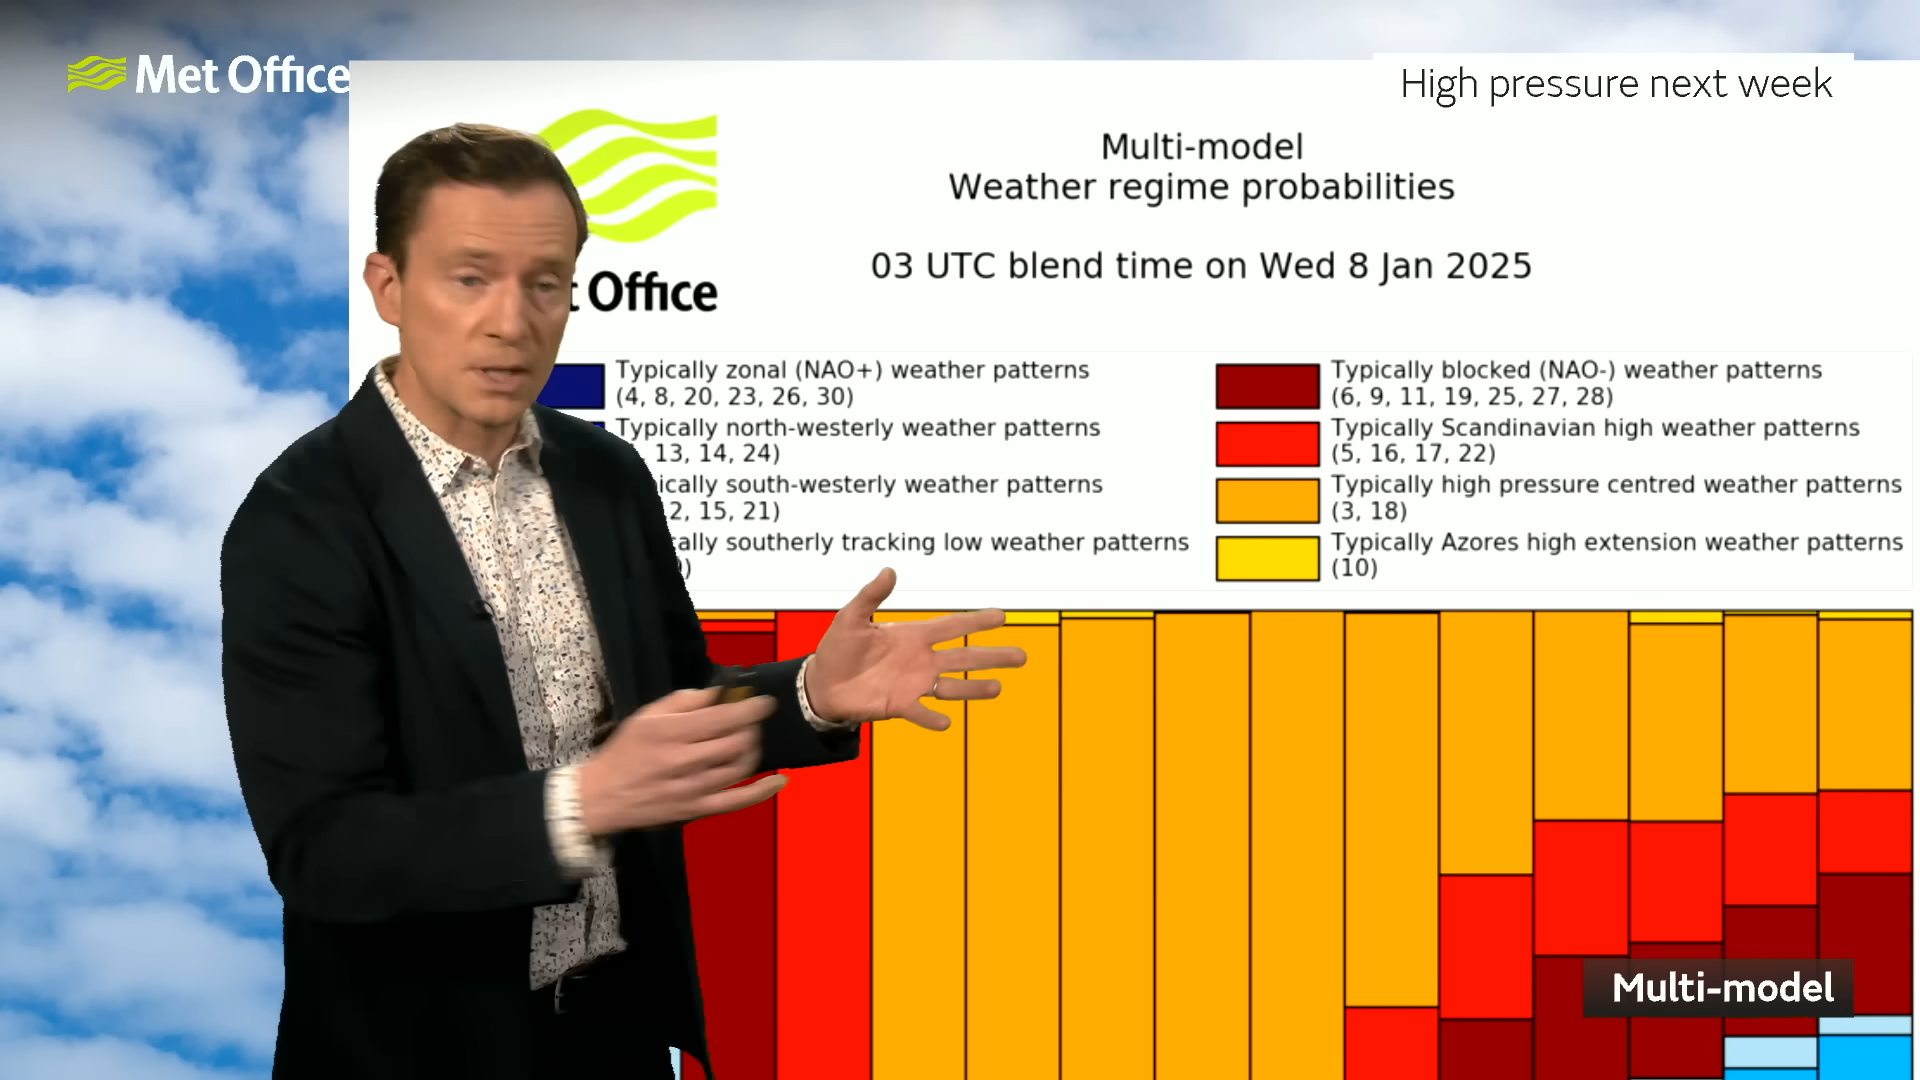 Met Office
High pressure next week
Multi-model
Weather regime probabilities
03 UTC blend time on Wed 8 Jan 2025
Office
Typically zonal (NAO+) weather patterns
(4, 8, 20, 23, 26, 30)
Typically north-westerly weather patterns
13, 14, 24)
south-westerly weather patterns
15, 21)
southerly tracking low weather patterns
Typically blocked (NAO-) weather patterns
(6, 9, 11, 19, 25, 27, 28)
Typically Scandinavian high weather patterns
(5, 16, 17, 22)
Typically high pressure centred weather patterns
(3, 18)
Typically Azores high extension weather patterns
(10)
Multi-model